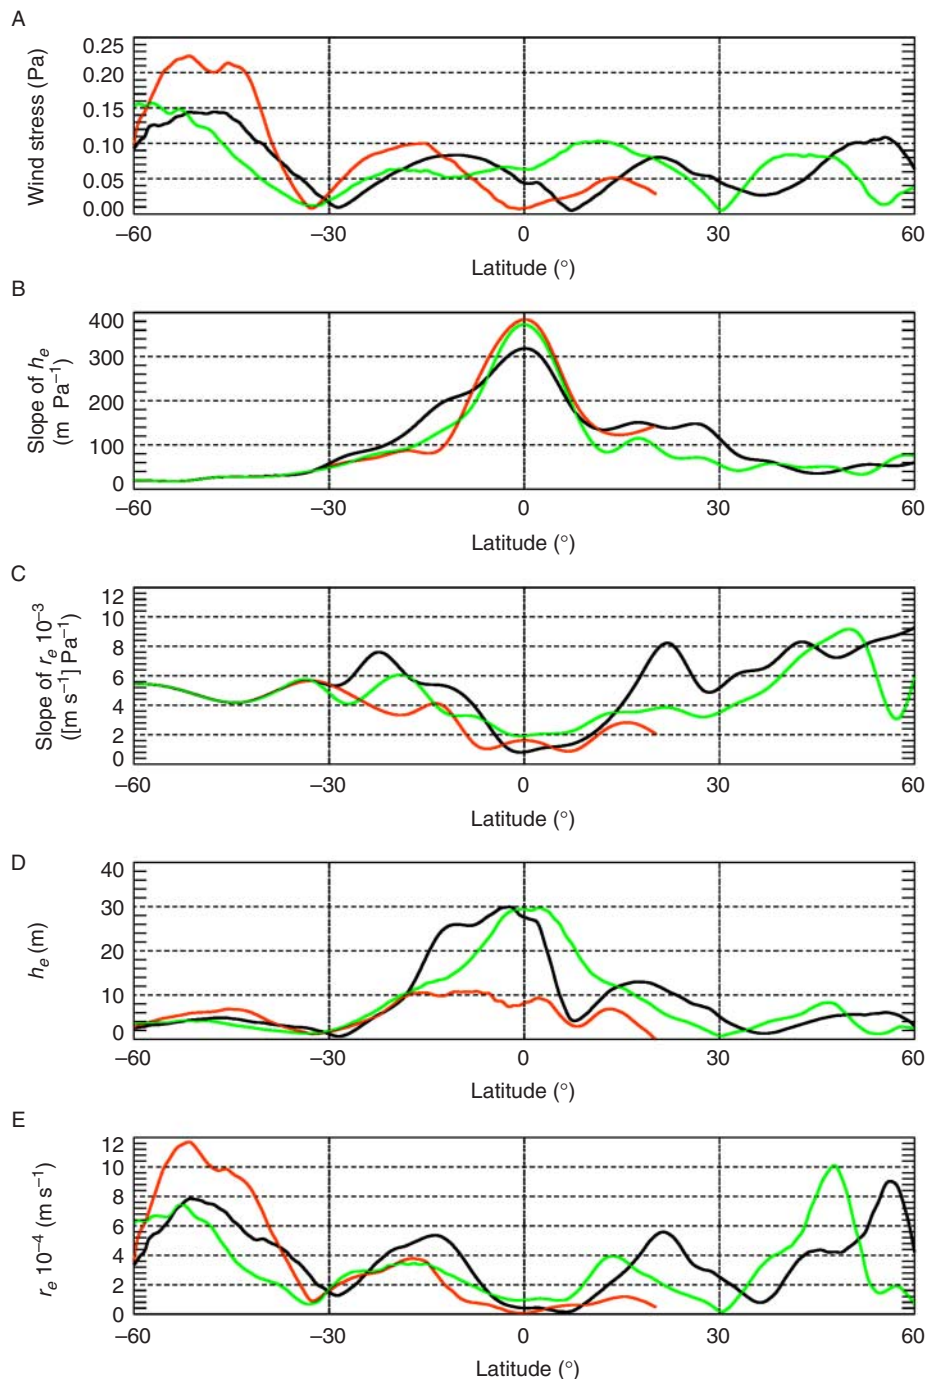 A
Wind stress (Pa)
0.25
0.20
0.15
0.10
0.05
0.00
−60 −30 0 30 60
Latitude (°)
B
Slope of hₑ
(m Pa⁻¹)
400
300
200
100
0
−60 −30 0 30 60
Latitude (°)
C
Slope of rₑ 10⁻³
([m s⁻¹] Pa⁻¹)
12
10
8
6
4
2
0
−60 −30 0 30 60
Latitude (°)
D
hₑ (m)
40
30
20
10
0
−60 −30 0 30 60
Latitude (°)
E
rₑ 10⁻⁴ (m s⁻¹)
12
10
8
6
4
2
0
−60 −30 0 30 60
Latitude (°)